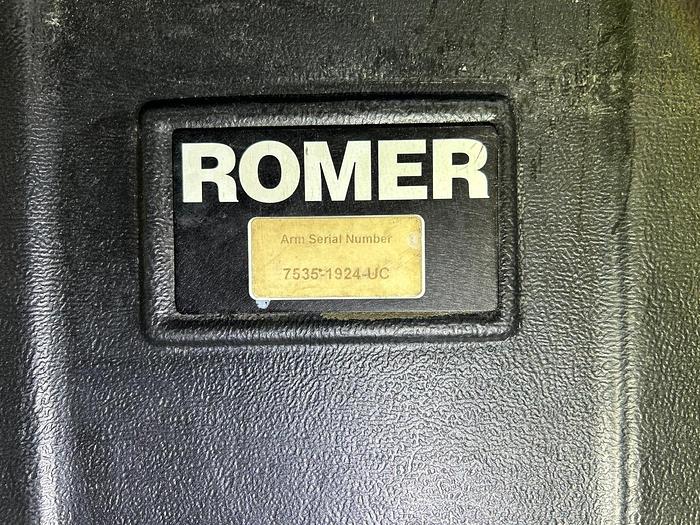 ROMER
Arm Serial Number
7535-1924-UC